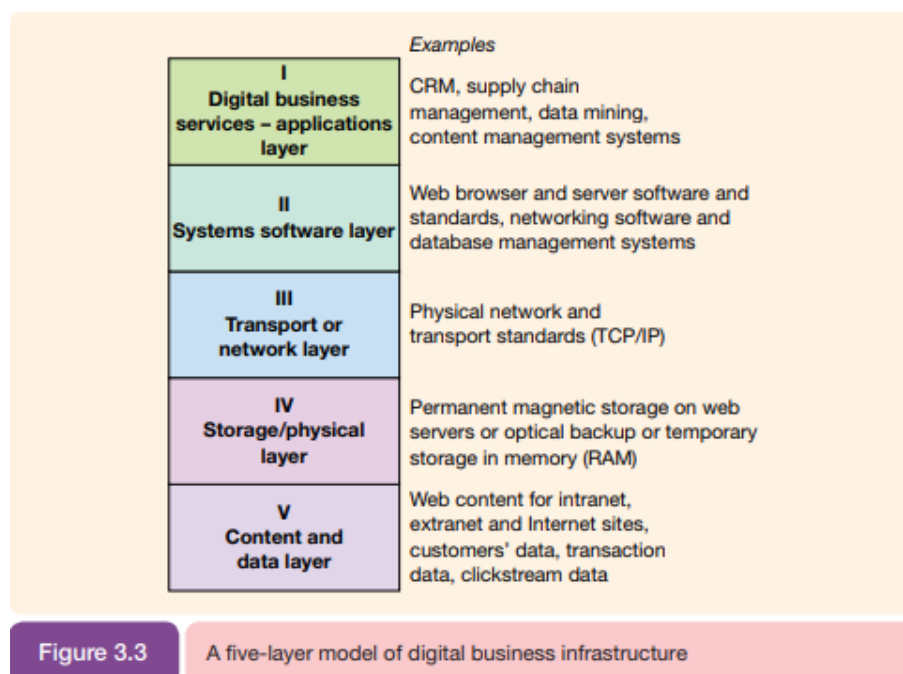 Examples
I
Digital business
services – applications
layer
CRM, supply chain
management, data mining,
content management systems
II
Systems software layer
Web browser and server software and
standards, networking software and
database management systems
III
Transport or
network layer
Physical network and
transport standards (TCP/IP)
IV
Storage/physical
layer
Permanent magnetic storage on web
servers or optical backup or temporary
storage in memory (RAM)
V
Content and
data layer
Web content for intranet,
extranet and Internet sites,
customers' data, transaction
data, clickstream data
Figure 3.3
A five-layer model of digital business infrastructure